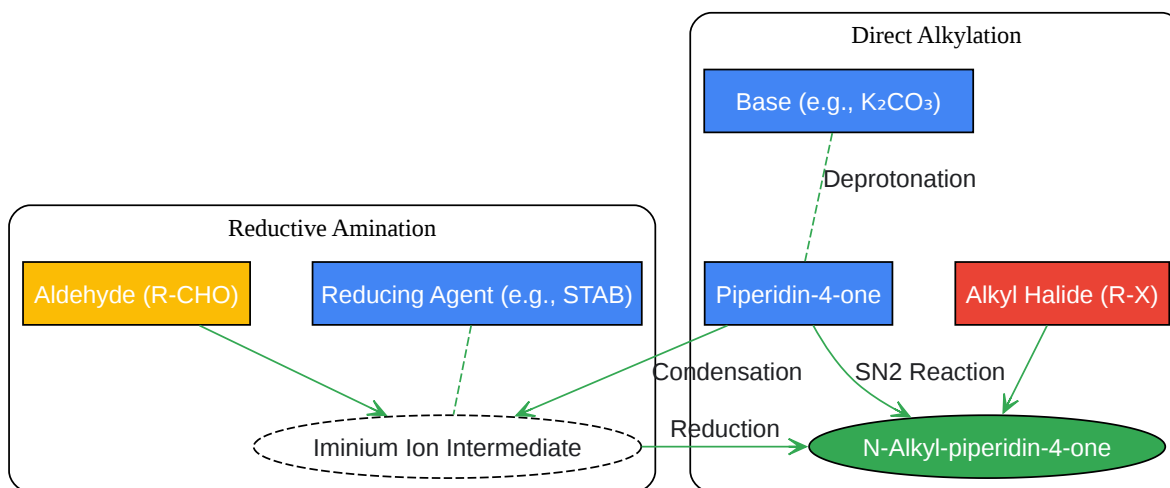 Direct Alkylation
Base (e.g., K₂CO₃)
Deprotonation
Reductive Amination
Aldehyde (R-CHO)
Reducing Agent (e.g., STAB)
Piperidin-4-one
Alkyl Halide (R-X)
Condensation
SN2 Reaction
Iminium Ion Intermediate
Reduction
N-Alkyl-piperidin-4-one